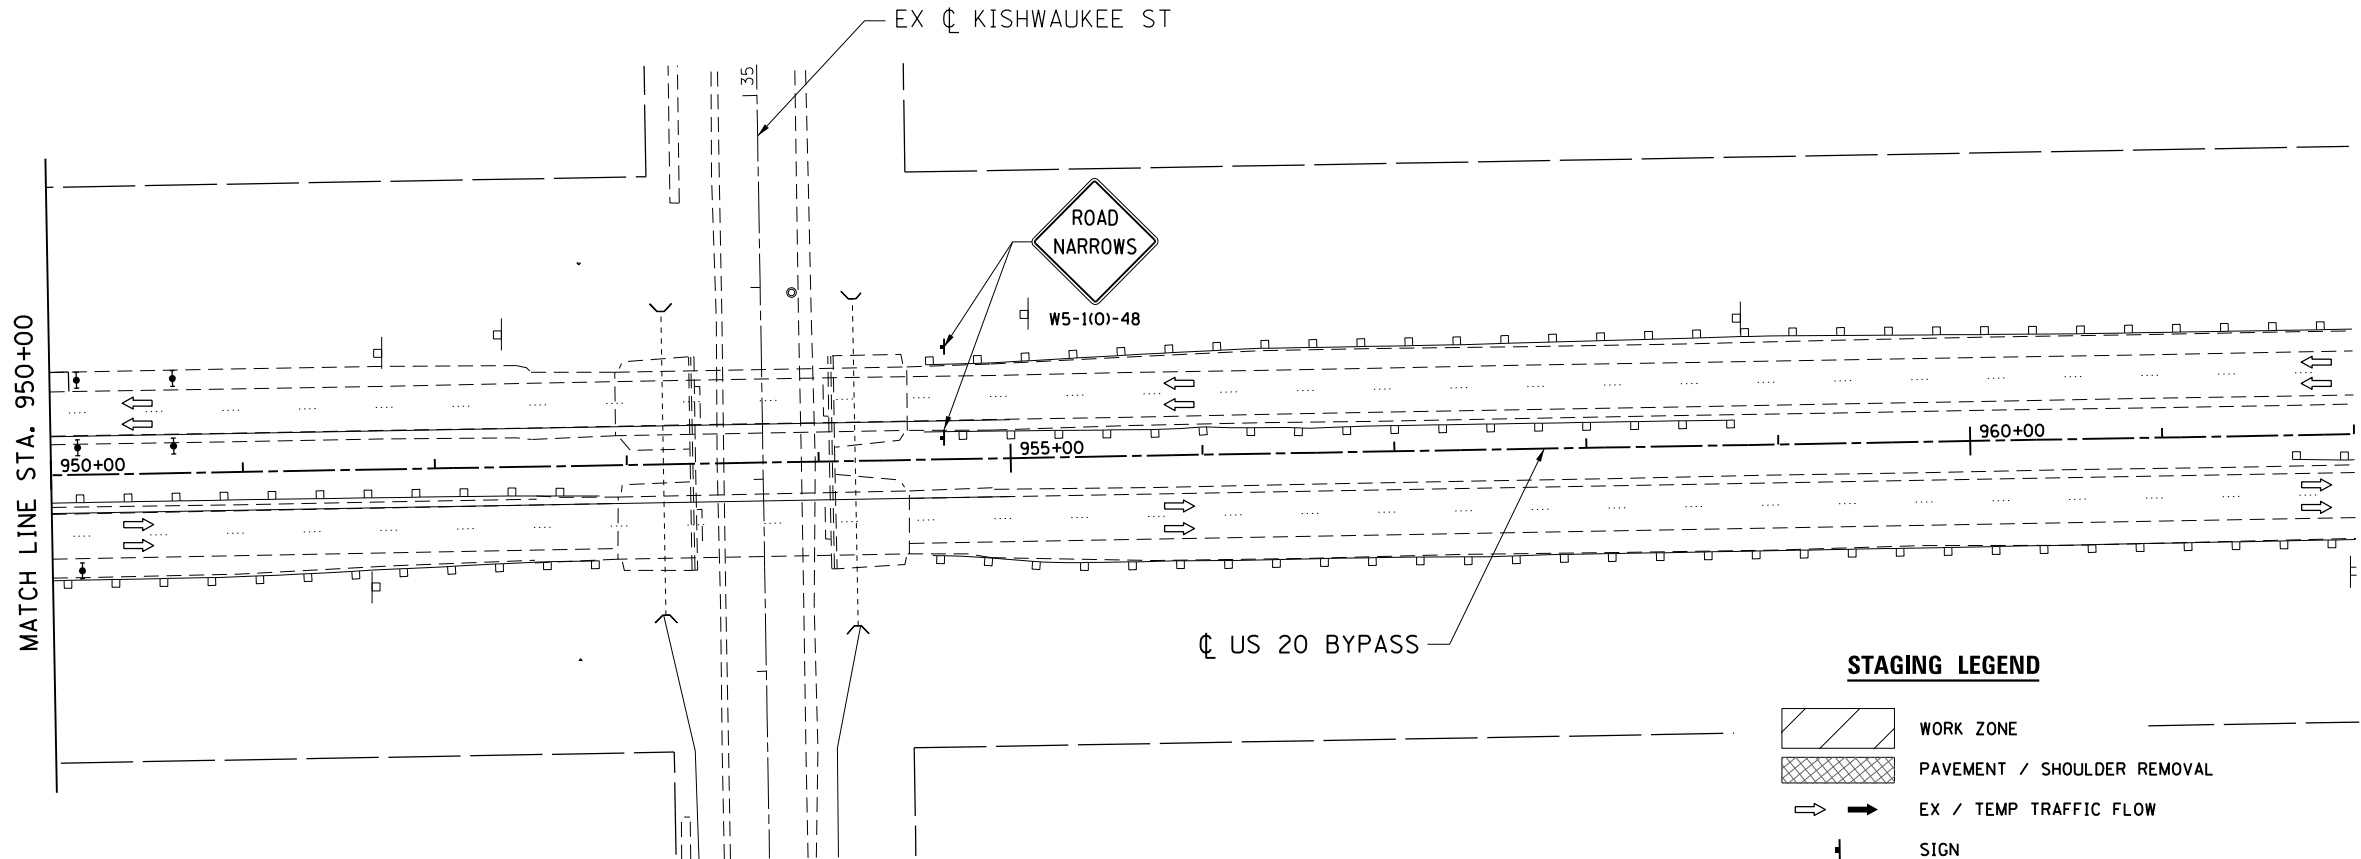 EX ℄ KISHWAUKEE ST
35
ROAD
NARROWS
W5-1(O)-48
MATCH LINE STA. 950+00
950+00
955+00
960+00
℄ US 20 BYPASS
STAGING LEGEND
WORK ZONE
PAVEMENT / SHOULDER REMOVAL
EX / TEMP TRAFFIC FLOW
SIGN